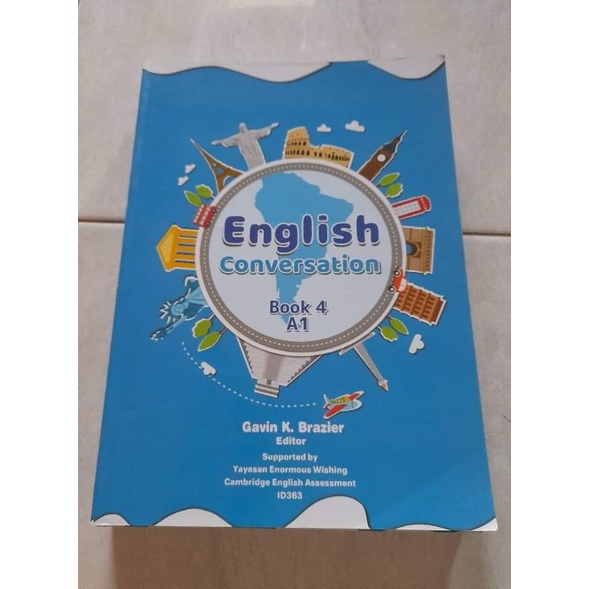 English
Conversation
Book 4
A1
Gavin K. Brazier
Editor
Supported by
Yayasan Enormous Wishing
Cambridge English Assessment
ID363